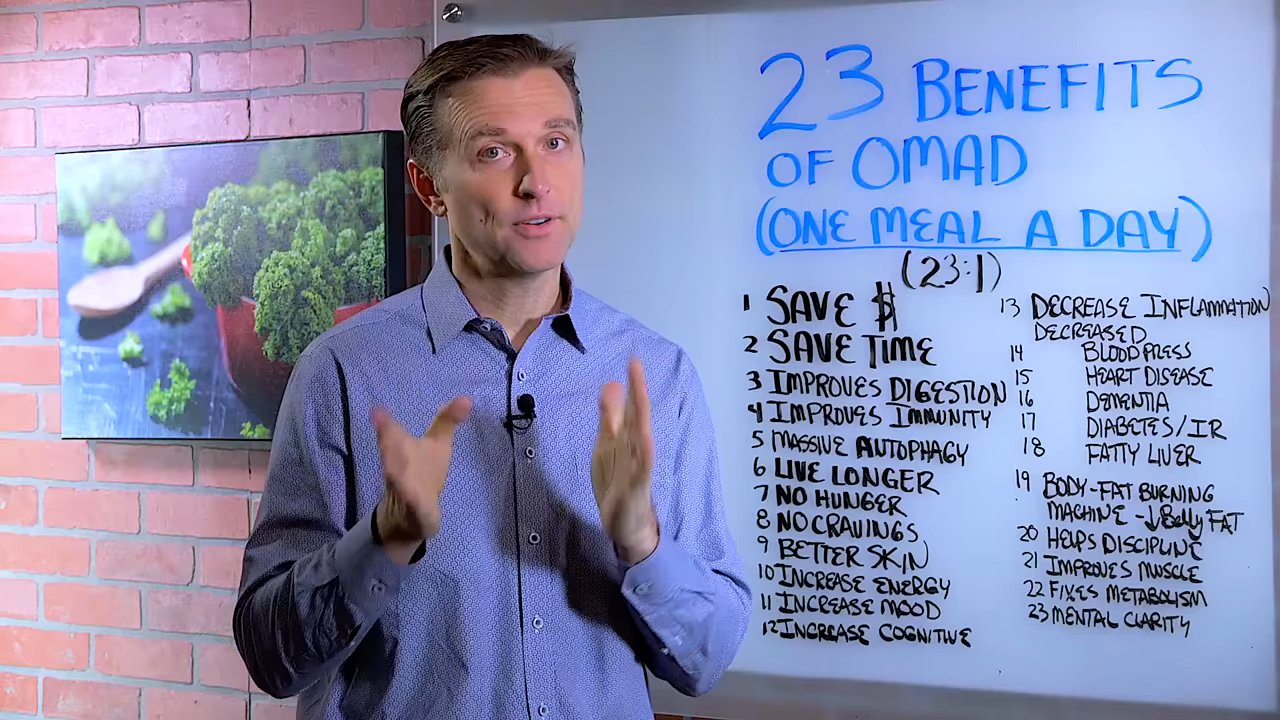 23 BENEFITS
OF OMAD
(ONE MEAL A DAY)
(23:1)
1 SAVE $
2 SAVE TIME
3 IMPROVES DIGESTION
4 IMPROVES IMMUNITY
5 MASSIVE AUTOPHAGY
6 LIVE LONGER
7 NO HUNGER
8 NO CRAVINGS
9 BETTER SKIN
10 INCREASE ENERGY
11 INCREASE MOOD
12 INCREASE COGNITIVE
13 DECREASE INFLAMMATION
DECREASED
14 BLOOD PRESS
15 HEART DISEASE
16 DEMENTIA
17 DIABETES/IR
18 FATTY LIVER
19 BODY-FAT BURNING
MACHINE - ↓ Belly FAT
20 HELPS DISCIPLINE
21 IMPROVES MUSCLE
22 FIXES METABOLISM
23 MENTAL CLARITY